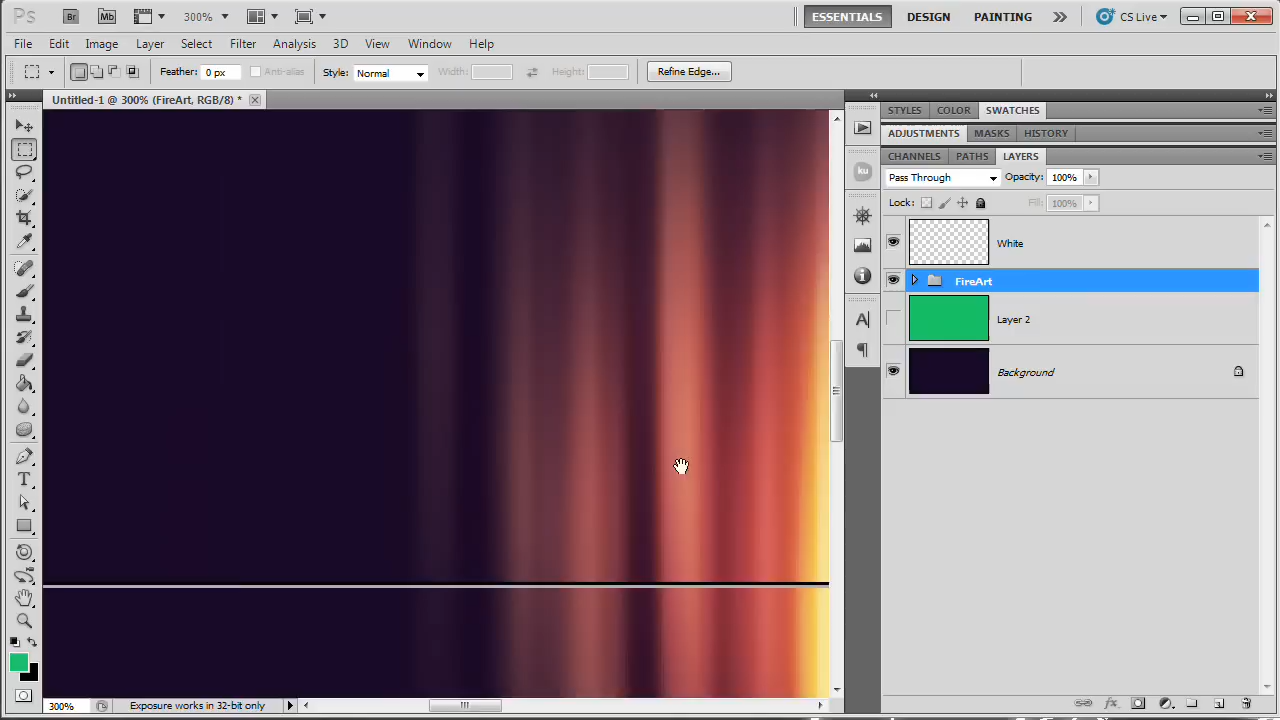 Ps Br Mb 300% ESSENTIALS DESIGN PAINTING CS Live
File Edit Image Layer Select Filter Analysis 3D View Window Help
Feather: 0 px Anti-alias Style: Normal Width: Height: Refine Edge...
Untitled-1 @ 300% (FireArt, RGB/8) *
STYLES COLOR SWATCHES
ADJUSTMENTS MASKS HISTORY
CHANNELS PATHS LAYERS
Pass Through Opacity: 100%
Lock: Fill: 100%
ku
White
FireArt
Layer 2
Background
300% Exposure works in 32-bit only